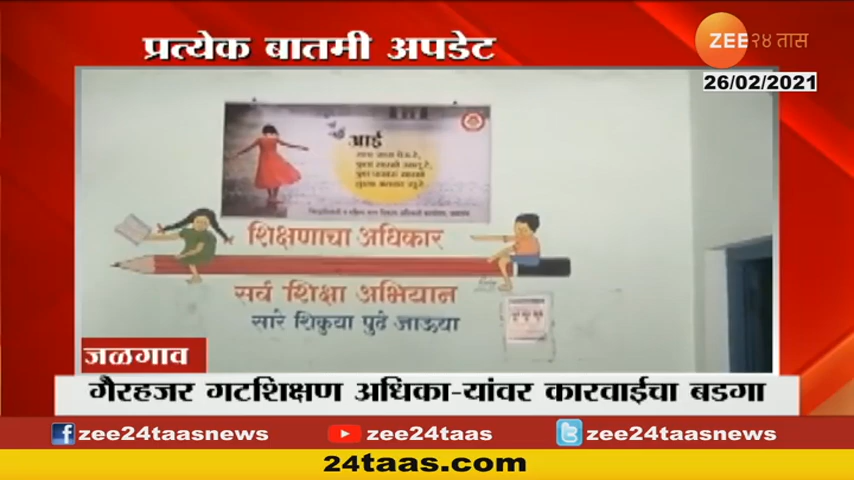 प्रत्येक बातमी अपडेट
ZEE २४ तास
26/02/2021
आई
शिक्षणाचा अधिकार
सर्व शिक्षा अभियान
सारे शिकुया पुढे जाऊया
जळगाव
गैरहजर गटशिक्षण अधिका-यांवर कारवाईचा बडगा
zee24taasnews
zee24taas
zee24taasnews
24taas.com